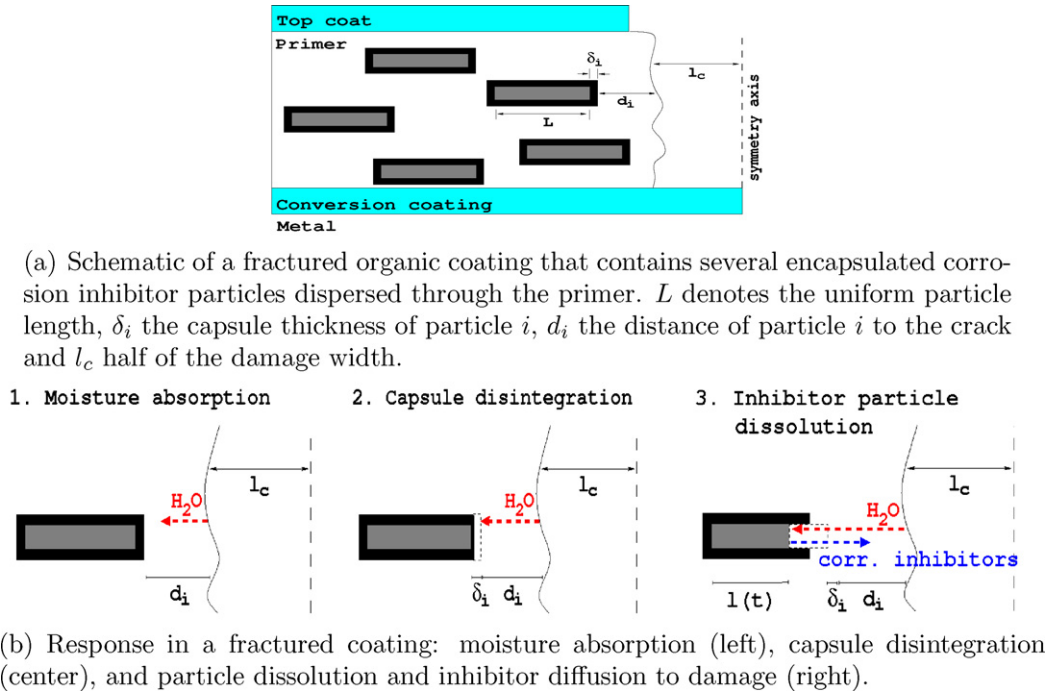 Top coat
Primer
δi
lc
di
L
symmetry axis
Conversion coating
Metal
(a) Schematic of a fractured organic coating that contains several encapsulated corro-
sion inhibitor particles dispersed through the primer. L denotes the uniform particle
length, δi the capsule thickness of particle i, di the distance of particle i to the crack
and lc half of the damage width.
1. Moisture absorption
lc
H2O
di
2. Capsule disintegration
lc
H2O
δi di
3. Inhibitor particle
dissolution
lc
H2O
corr. inhibitors
l(t)
δi di
(b) Response in a fractured coating: moisture absorption (left), capsule disintegration
(center), and particle dissolution and inhibitor diffusion to damage (right).